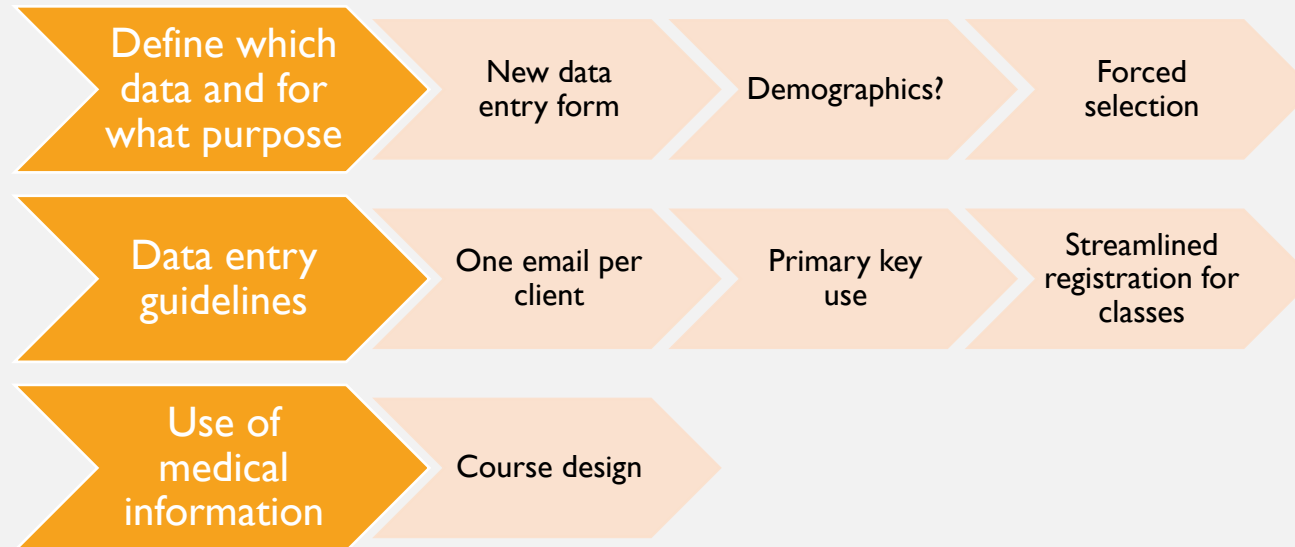 Define which
data and for
what purpose
New data
entry form
Demographics?
Forced
selection
Data entry
guidelines
One email per
client
Primary key
use
Streamlined
registration for
classes
Use of
medical
information
Course design